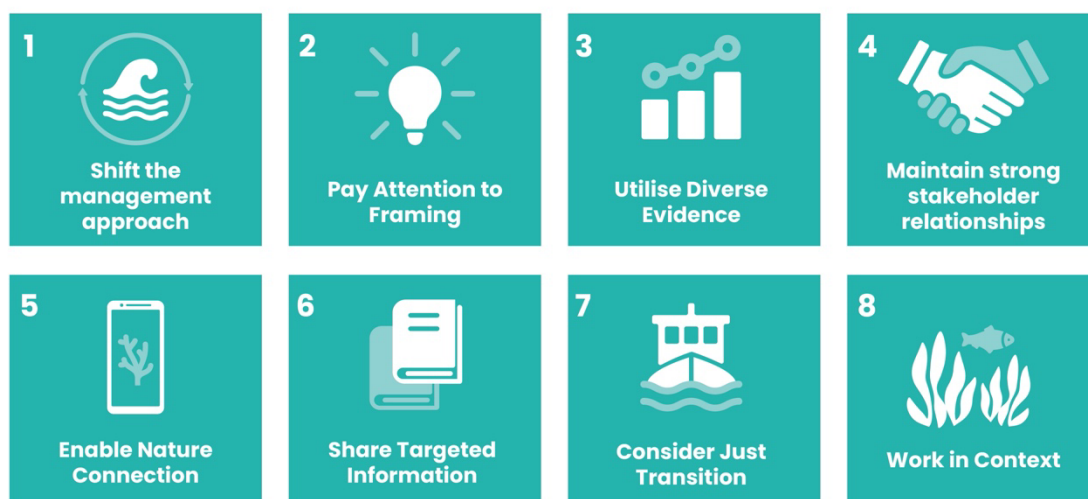 1
Shift the
management
approach
2
Pay Attention to
Framing
3
Utilise Diverse
Evidence
4
Maintain strong
stakeholder
relationships
5
Enable Nature
Connection
6
Share Targeted
Information
7
Consider Just
Transition
8
Work in Context